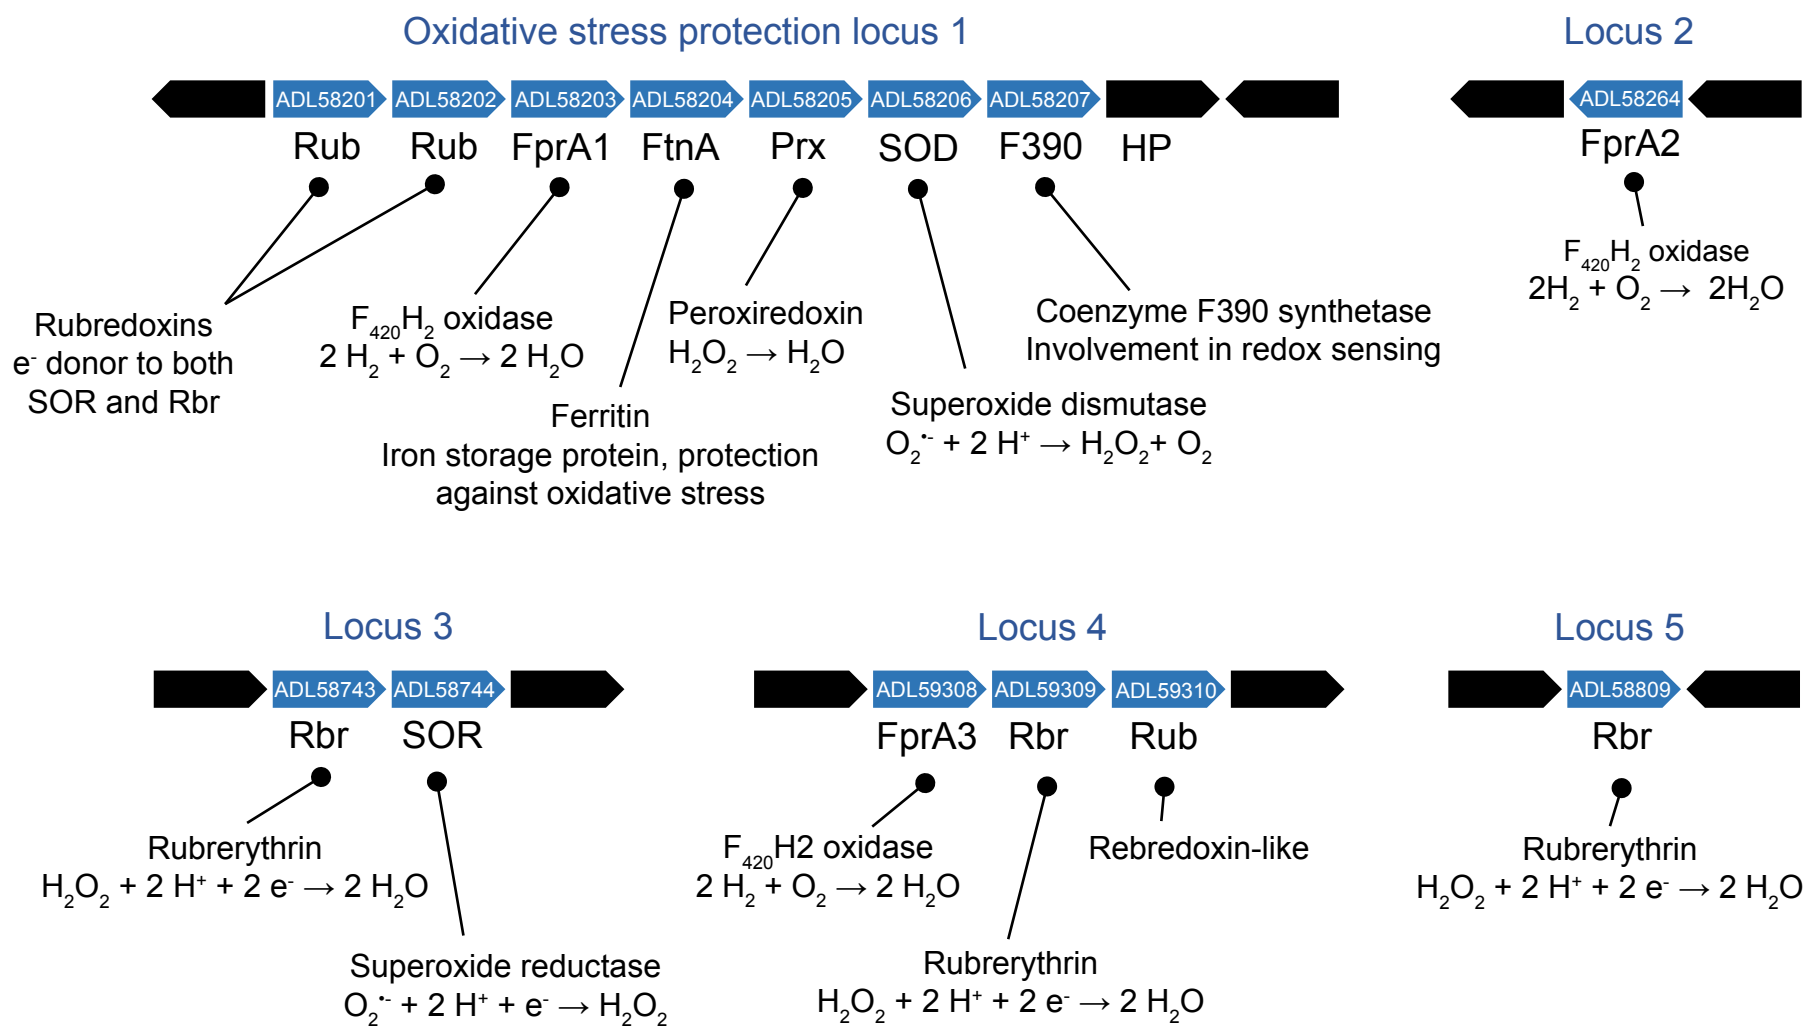 Oxidative stress protection locus 1
Locus 2
ADL58201 ADL58202 ADL58203 ADL58204 ADL58205 ADL58206 ADL58207
ADL58264
Rub Rub FprA1 FtnA Prx SOD F390 HP
FprA2
Rubredoxins
e⁻ donor to both
SOR and Rbr
F₄₂₀H₂ oxidase
2 H₂ + O₂ → 2 H₂O
Ferritin
Iron storage protein, protection
against oxidative stress
Peroxiredoxin
H₂O₂ → H₂O
Superoxide dismutase
O₂•⁻ + 2 H⁺ → H₂O₂+ O₂
Coenzyme F390 synthetase
Involvement in redox sensing
F₄₂₀H₂ oxidase
2H₂ + O₂ → 2H₂O
Locus 3
Locus 4
Locus 5
ADL58743 ADL58744
ADL59308 ADL59309 ADL59310
ADL58809
Rbr SOR
FprA3 Rbr Rub
Rbr
Rubrerythrin
H₂O₂ + 2 H⁺ + 2 e⁻ → 2 H₂O
Superoxide reductase
O₂•⁻ + 2 H⁺ + e⁻ → H₂O₂
F₄₂₀H2 oxidase
2 H₂ + O₂ → 2 H₂O
Rubrerythrin
H₂O₂ + 2 H⁺ + 2 e⁻ → 2 H₂O
Rebredoxin-like
Rubrerythrin
H₂O₂ + 2 H⁺ + 2 e⁻ → 2 H₂O